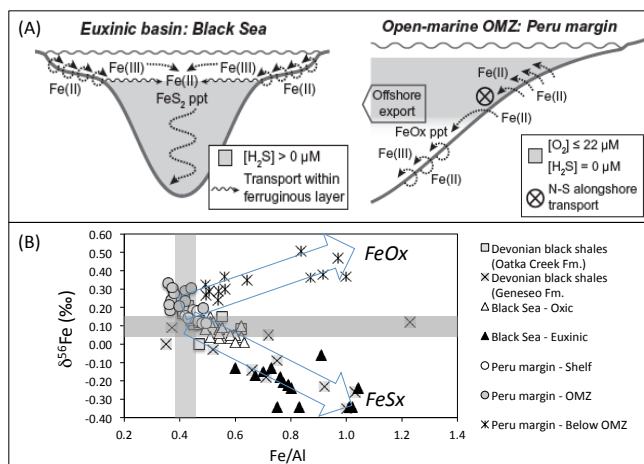 (A)
Euxinic basin: Black Sea
Open-marine OMZ: Peru margin
Fe(III)
Fe(III)
Fe(II)
Fe(II)
Fe(II)
FeS₂ ppt
[H₂S] > 0 μM
Transport within
ferruginous layer
Fe(II)
Fe(II)
Offshore
export
FeOx ppt
Fe(II)
Fe(III)
Fe(II)
[O₂] ≤ 22 μM
[H₂S] = 0 μM
N-S alongshore
transport
(B)
0.60
0.50
0.40
0.30
0.20
0.10
0.00
-0.10
-0.20
-0.30
-0.40
δ⁵⁶Fe (‰)
FeOx
FeSx
0.2
0.4
0.6
0.8
1.0
1.2
1.4
Fe/Al
Devonian black shales
(Oatka Creek Fm.)
Devonian black shales
(Geneseo Fm.
Black Sea - Oxic
Black Sea - Euxinic
Peru margin - Shelf
Peru margin - OMZ
Peru margin - Below OMZ